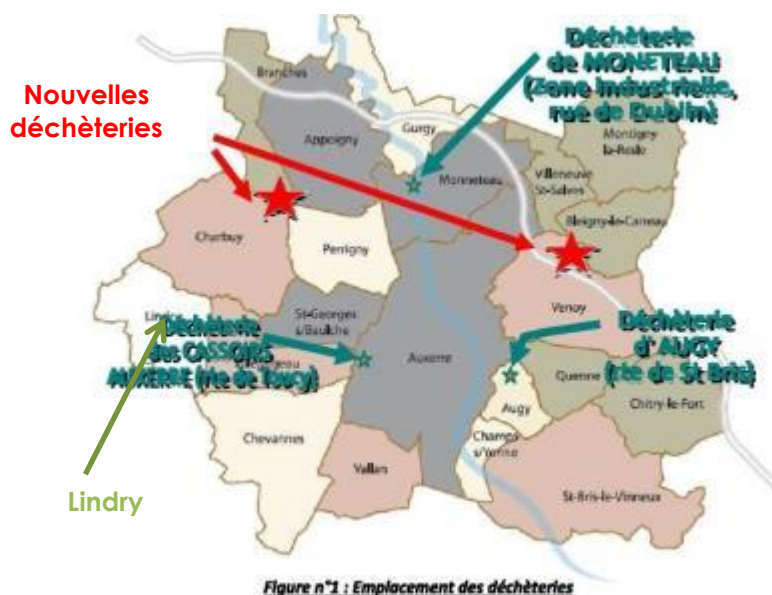 Déchèterie
de MONETEAU
(Zone Industrielle,
rue de Dublin)
Nouvelles
déchèteries
Branches
Appoigny
Gurgy
Monneteau
Montigny
la-Resle
Villeneuve
St-Salves
Bleigny-le-Carreau
Charbuy
Perrigny
Venoy
St-Georges
s/Baulche
Déchèterie
des CASSOIRS
AUXERRE (rte de Toucy)
Auxerre
Déchèterie
d' AUGY
(rte de St Bris)
Quenne
Chitry-le-Fort
Augy
Champs
s/Yonne
Chevannes
Vallan
St-Bris-le-Vinneux
Lindry
Figure n°1 : Emplacement des déchèteries